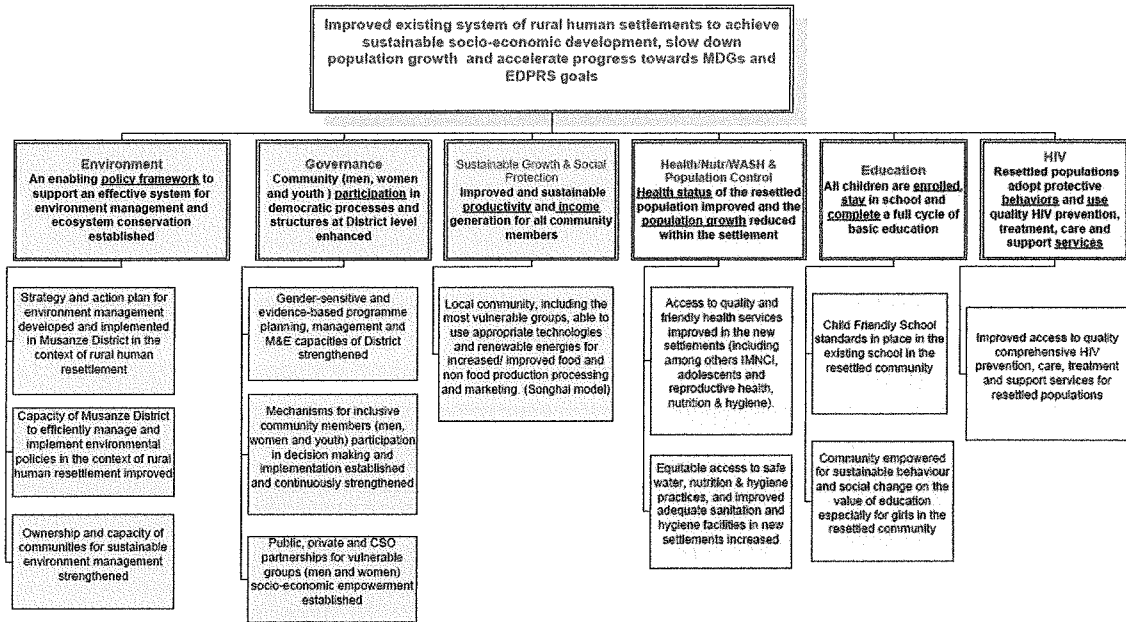 Improved existing system of rural human settlements to achieve
sustainable socio-economic development, slow down
population growth and accelerate progress towards MDGs and
EDPRS goals
Environment
An enabling policy framework to
support an effective system for
environment management and
ecosystem conservation
established
Strategy and action plan for
environment management
developed and implemented
in Musanze District in the
context of rural human
resettlement
Capacity of Musanze District
to efficiently manage and
implement environmental
policies in the context of rural
human resettlement improved
Ownership and capacity of
communities for sustainable
environment management
strengthened
Governance
Community (men, women
and youth ) participation in
democratic processes and
structures at District level
enhanced
Gender-sensitive and
evidence-based programme
planning, management and
M&E capacities of District
strengthened
Mechanisms for inclusive
community members (men,
women and youth) participation
in decision making and
implementation established
and continuously strengthened
Public, private and CSO
partnerships for vulnerable
groups (men and women)
socio-economic empowerment
established
Sustainable Growth & Social
Protection
Improved and sustainable
productivity and income
generation for all community
members
Local community, including the
most vulnerable groups, able to
use appropriate technologies
and renewable energies for
increased/ improved food and
non food production processing
and marketing. (Songhai model)
Health/Nutr/WASH &
Population Control
Health status of the resettled
population improved and the
population growth reduced
within the settlement
Access to quality and
friendly health services
improved in the new
settlements (including
among others IMNCI,
adolescents and
reproductive health,
nutrition & hygiene).
Equitable access to safe
water, nutrition & hygiene
practices, and improved
adequate sanitation and
hygiene facilities in new
settlements increased
Education
All children are enrolled,
stay in school and
complete a full cycle of
basic education
Child Friendly School
standards in place in the
existing school in the
resettled community
Community empowered
for sustainable behaviour
and social change on the
value of education
especially for girls in the
resettled community
HIV
Resettled populations
adopt protective
behaviors and use
quality HIV prevention,
treatment, care and
support services
Improved access to quality
comprehensive HIV
prevention, care, treatment
and support services for
resettled populations